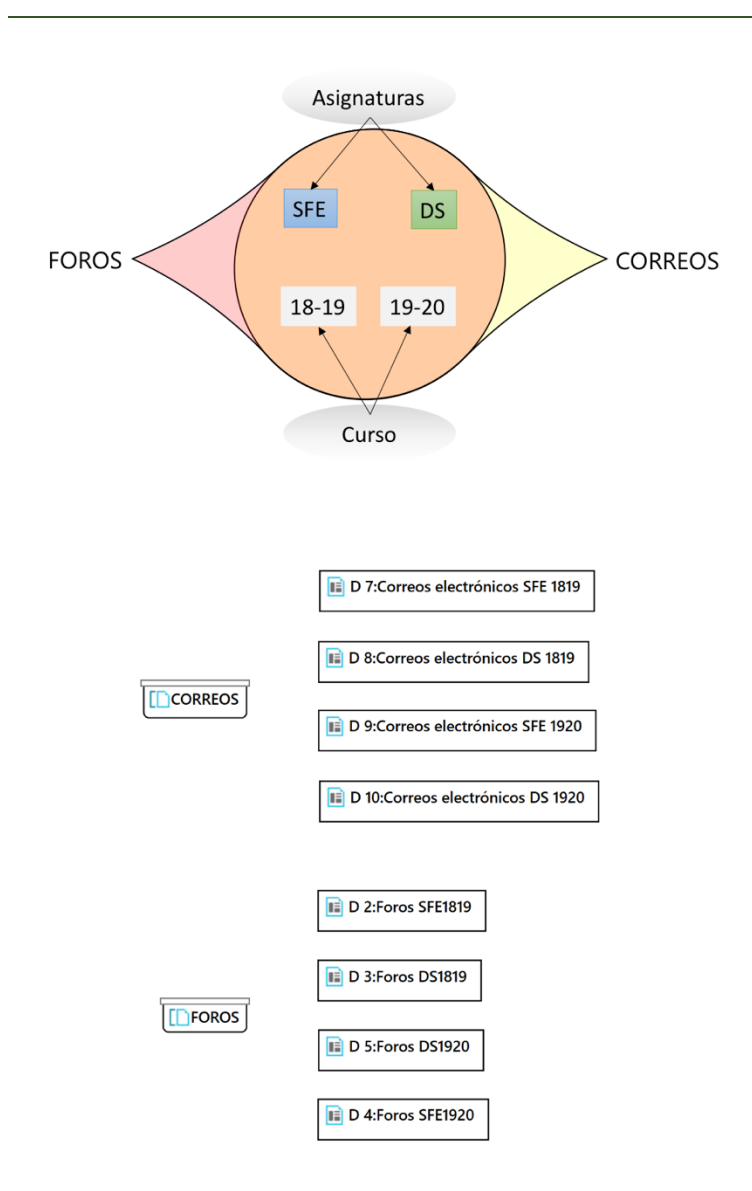 Asignaturas
SFE
DS
FOROS
CORREOS
18-19
19-20
Curso
D 7:Correos electrónicos SFE 1819
D 8:Correos electrónicos DS 1819
CORREOS
D 9:Correos electrónicos SFE 1920
D 10:Correos electrónicos DS 1920
D 2:Foros SFE1819
D 3:Foros DS1819
FOROS
D 5:Foros DS1920
D 4:Foros SFE1920